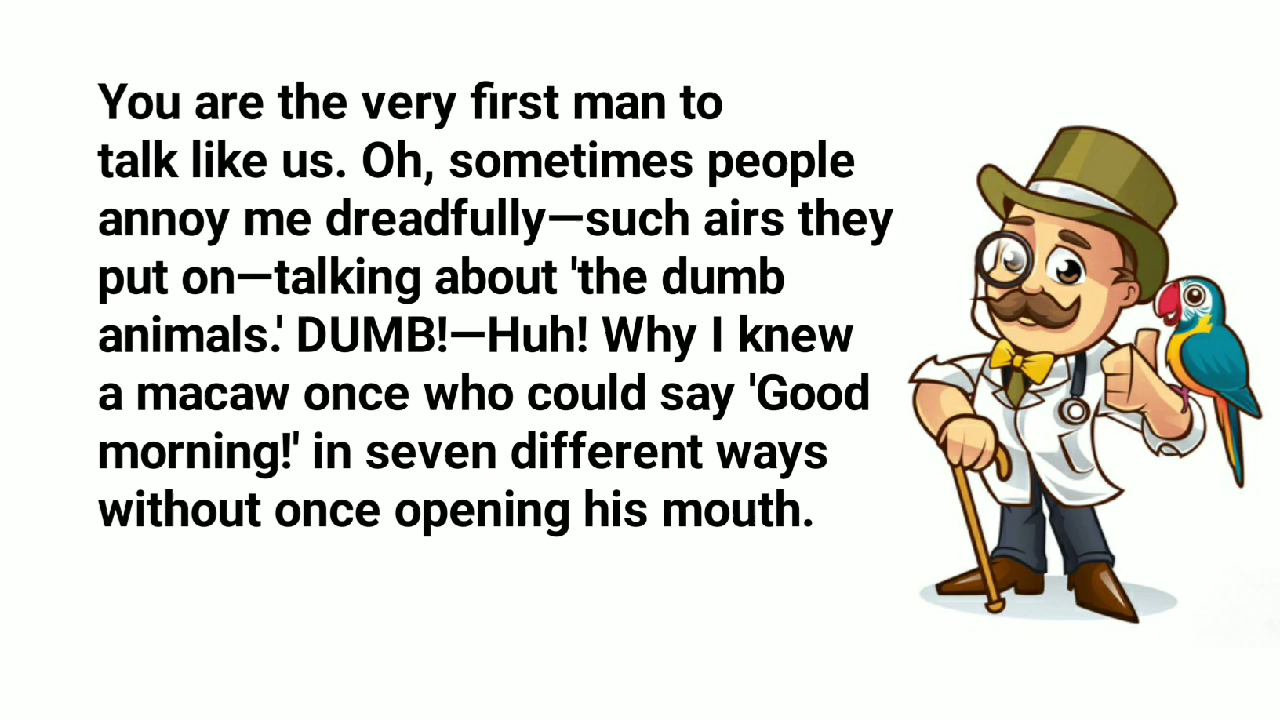 You are the very first man to
talk like us. Oh, sometimes people
annoy me dreadfully—such airs they
put on—talking about 'the dumb
animals.' DUMB!—Huh! Why I knew
a macaw once who could say 'Good
morning!' in seven different ways
without once opening his mouth.